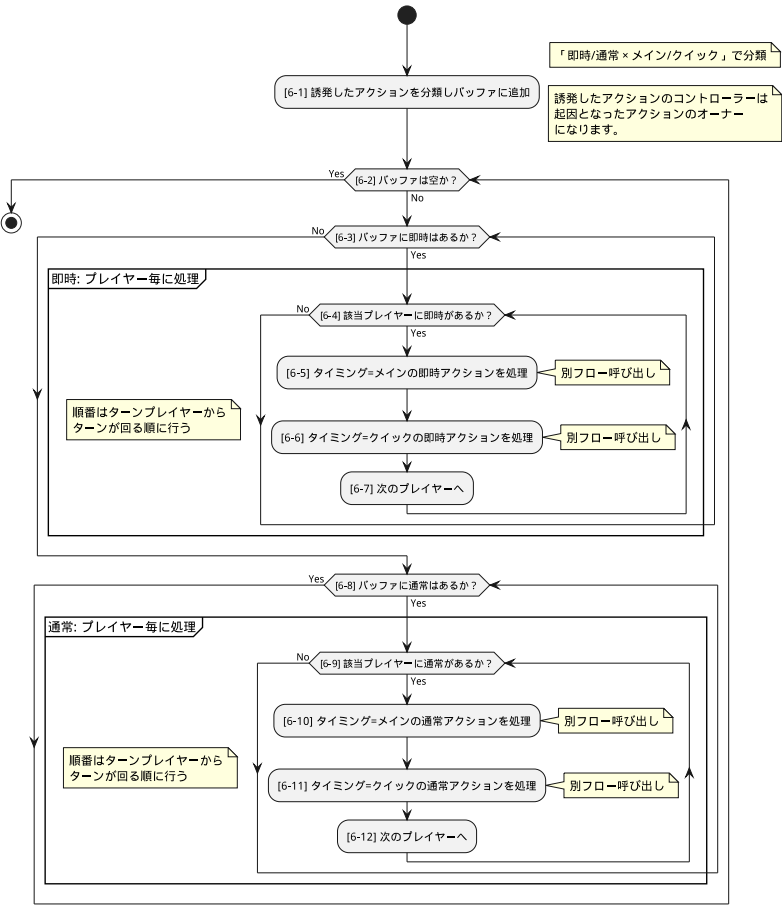 「即時/通常 × メイン/クイック」で分類
[6-1] 誘発したアクションを分類しバッファに追加
誘発したアクションのコントローラーは
起因となったアクションのオーナー
になります。
Yes
[6-2] バッファは空か？
No
No
[6-3] バッファに即時はあるか？
Yes
即時: プレイヤー毎に処理
No
[6-4] 該当プレイヤーに即時があるか？
Yes
[6-5] タイミング=メインの即時アクションを処理
別フロー呼び出し
順番はターンプレイヤーから
ターンが回る順に行う
[6-6] タイミング=クイックの即時アクションを処理
別フロー呼び出し
[6-7] 次のプレイヤーへ
Yes
[6-8] バッファに通常はあるか？
Yes
通常: プレイヤー毎に処理
No
[6-9] 該当プレイヤーに通常があるか？
Yes
[6-10] タイミング=メインの通常アクションを処理
別フロー呼び出し
順番はターンプレイヤーから
ターンが回る順に行う
[6-11] タイミング=クイックの通常アクションを処理
別フロー呼び出し
[6-12] 次のプレイヤーへ